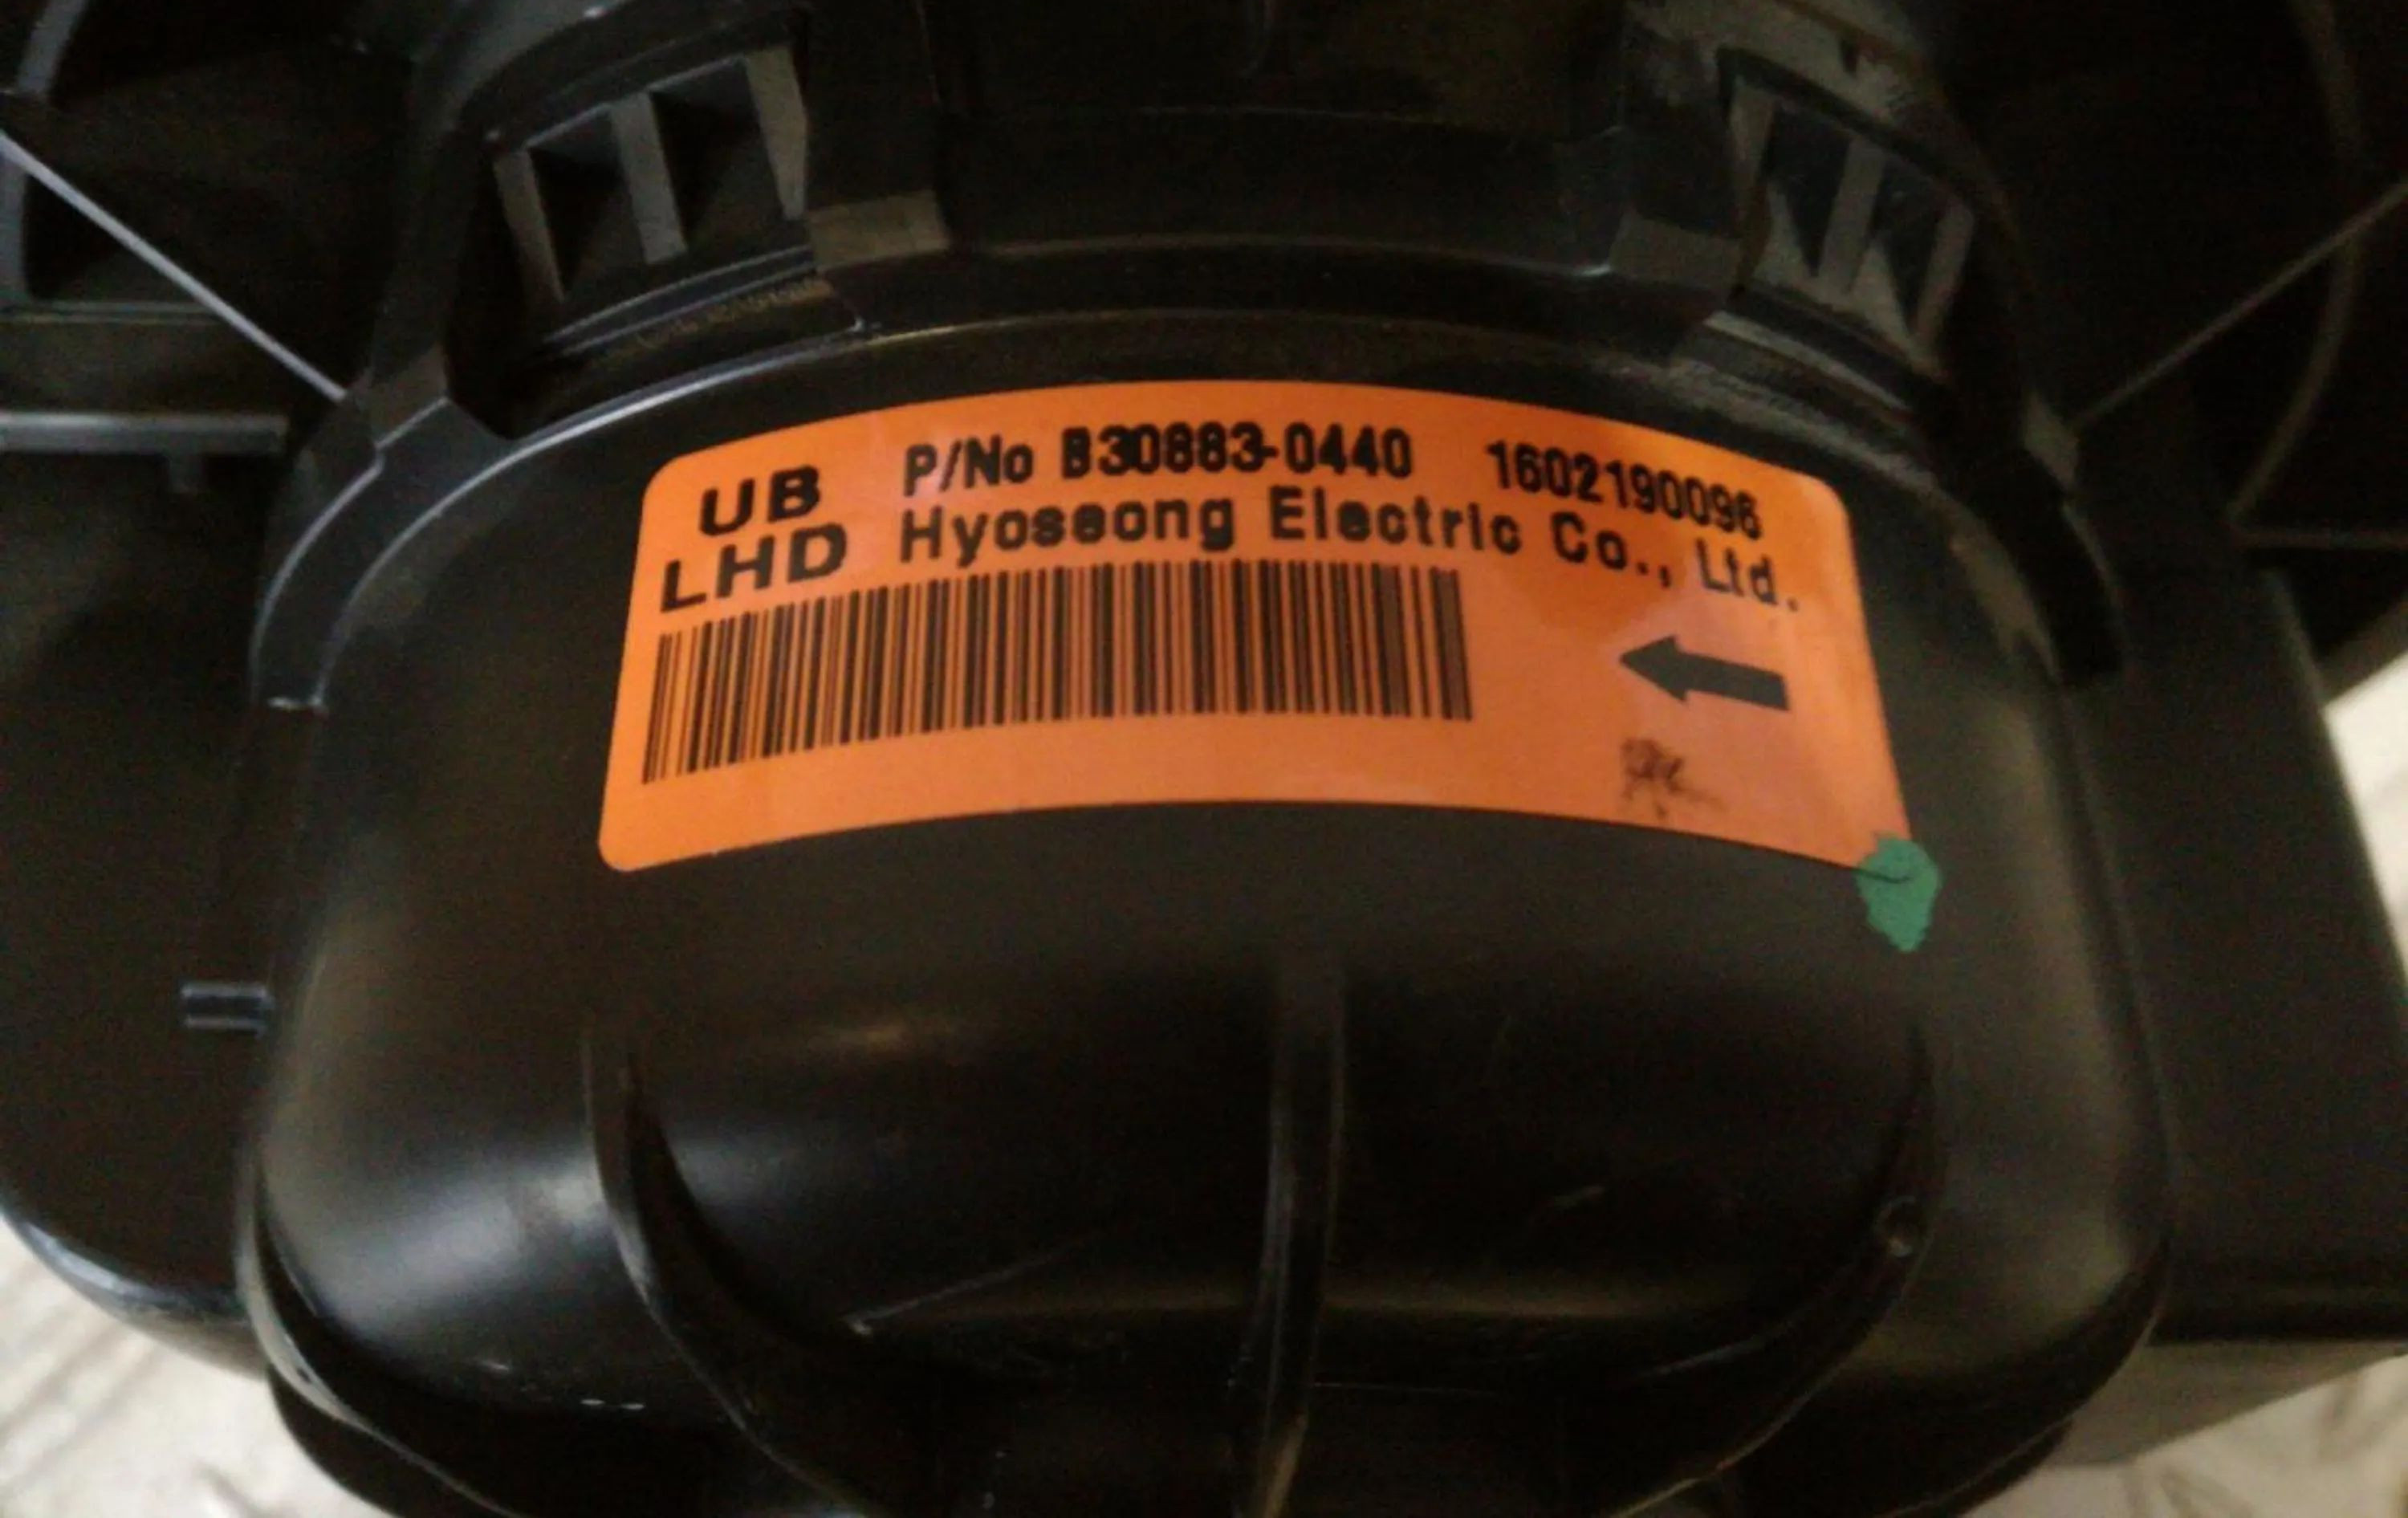 UB P/No B30883-0440 1602190096
LHD Hyoseong Electric Co., Ltd.